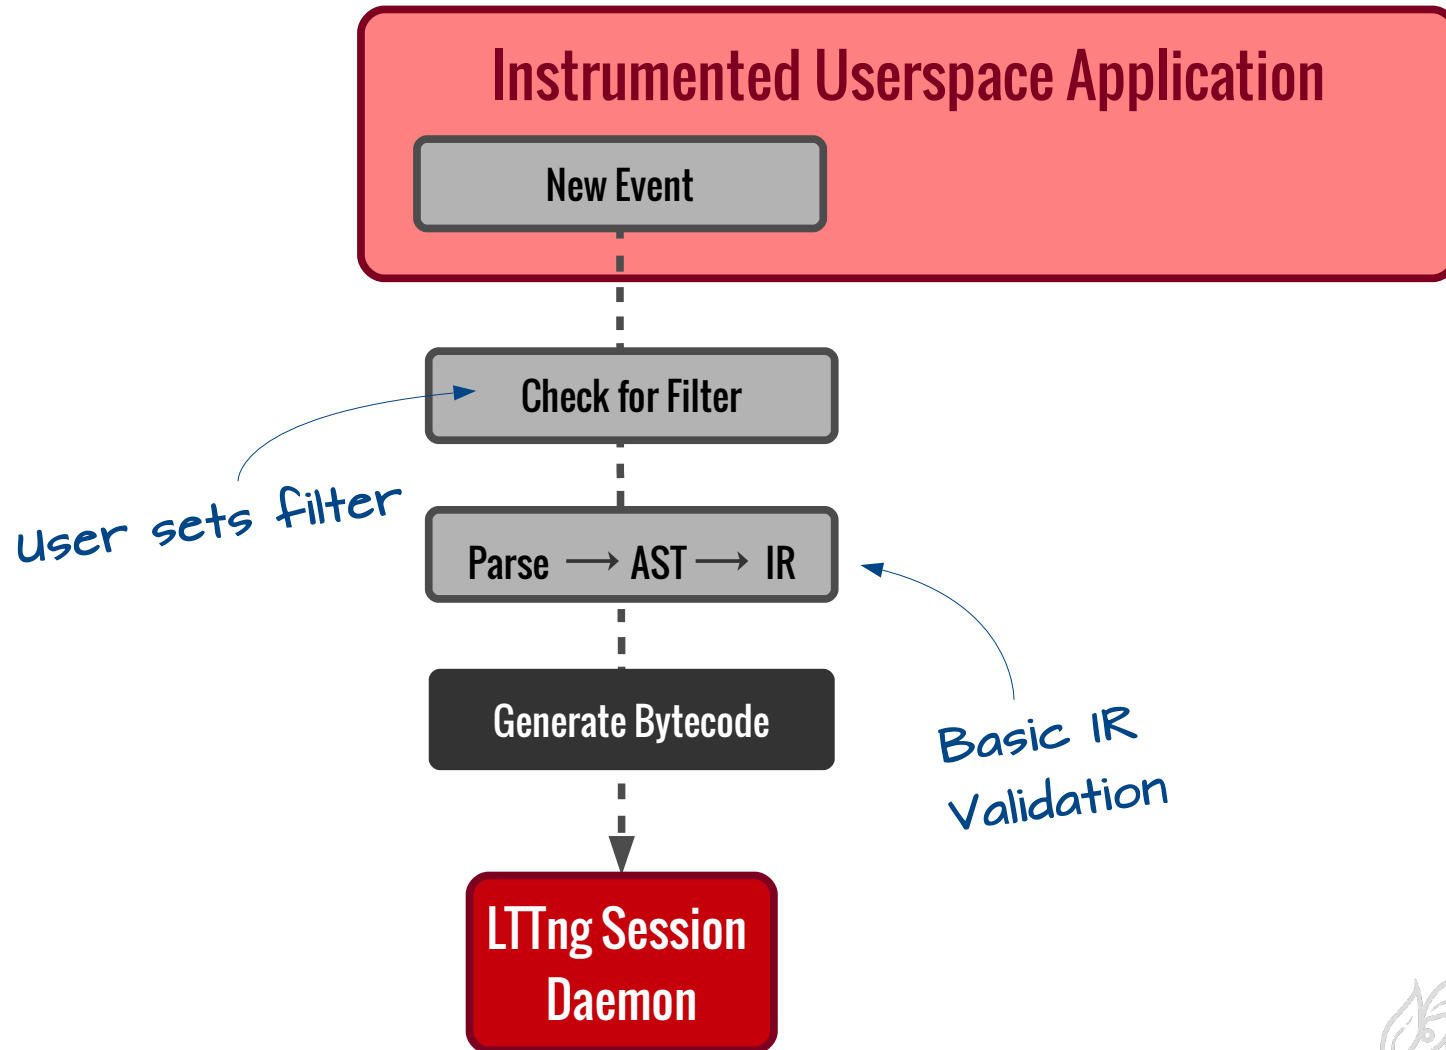 Instrumented Userspace Application
New Event
Check for Filter
User sets filter
Parse → AST → IR
Generate Bytecode
Basic IR
Validation
LTTng Session
Daemon